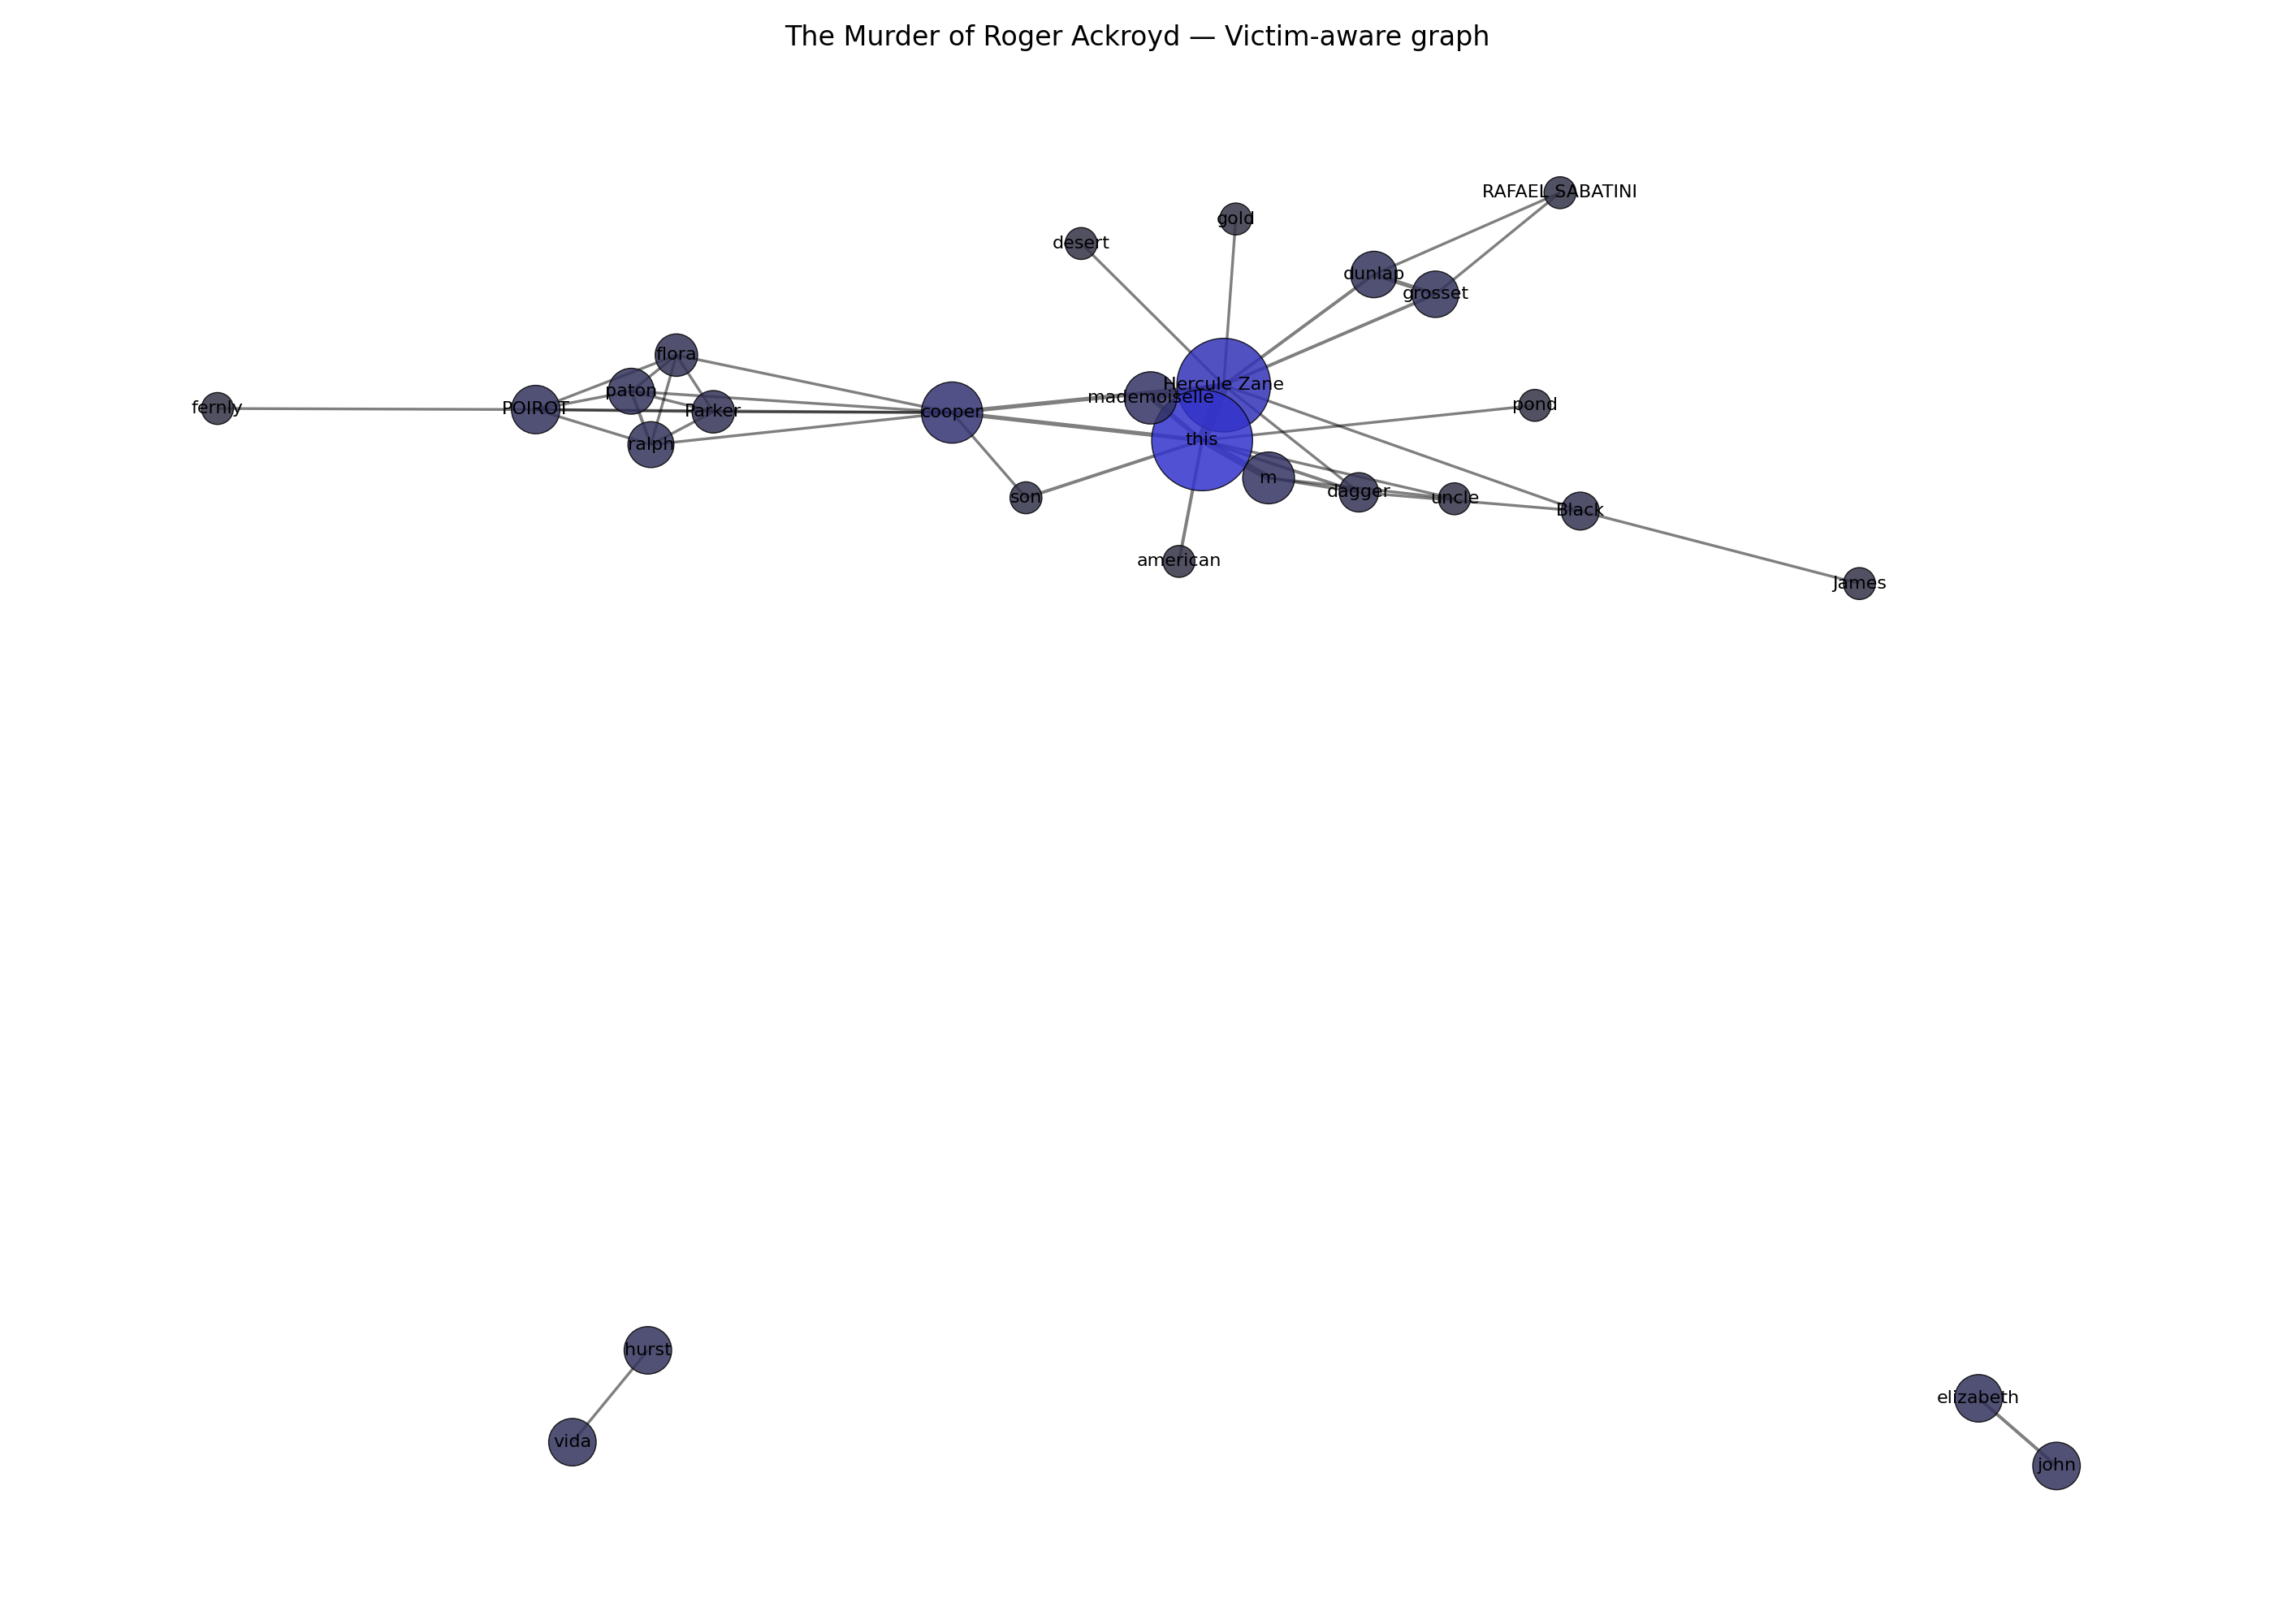 The Murder of Roger Ackroyd — Victim-aware graph
RAFAEL SABATINI
gold
desert
dunlap
grosset
flora
Hercule Zane
paton
mademoiselle
fernly
POIROT
Parker
cooper
pond
ralph
this
m
dagger
uncle
son
Black
american
James
hurst
elizabeth
vida
john